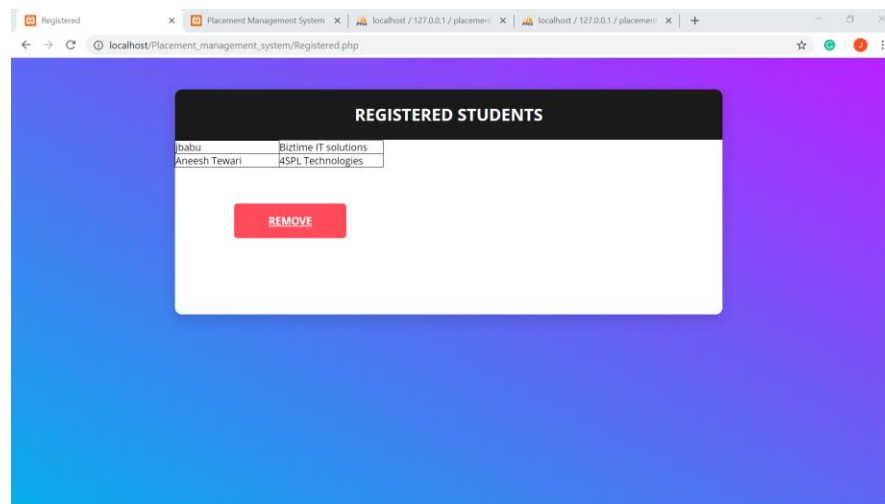 Registered
Placement Management System
localhost / 127.0.0.1 / placement
localhost / 127.0.0.1 / placement
localhost/Placement_management_system/Registered.php
REGISTERED STUDENTS
jbabu Biztime IT solutions
Aneesh Tewari 4SPL Technologies
REMOVE